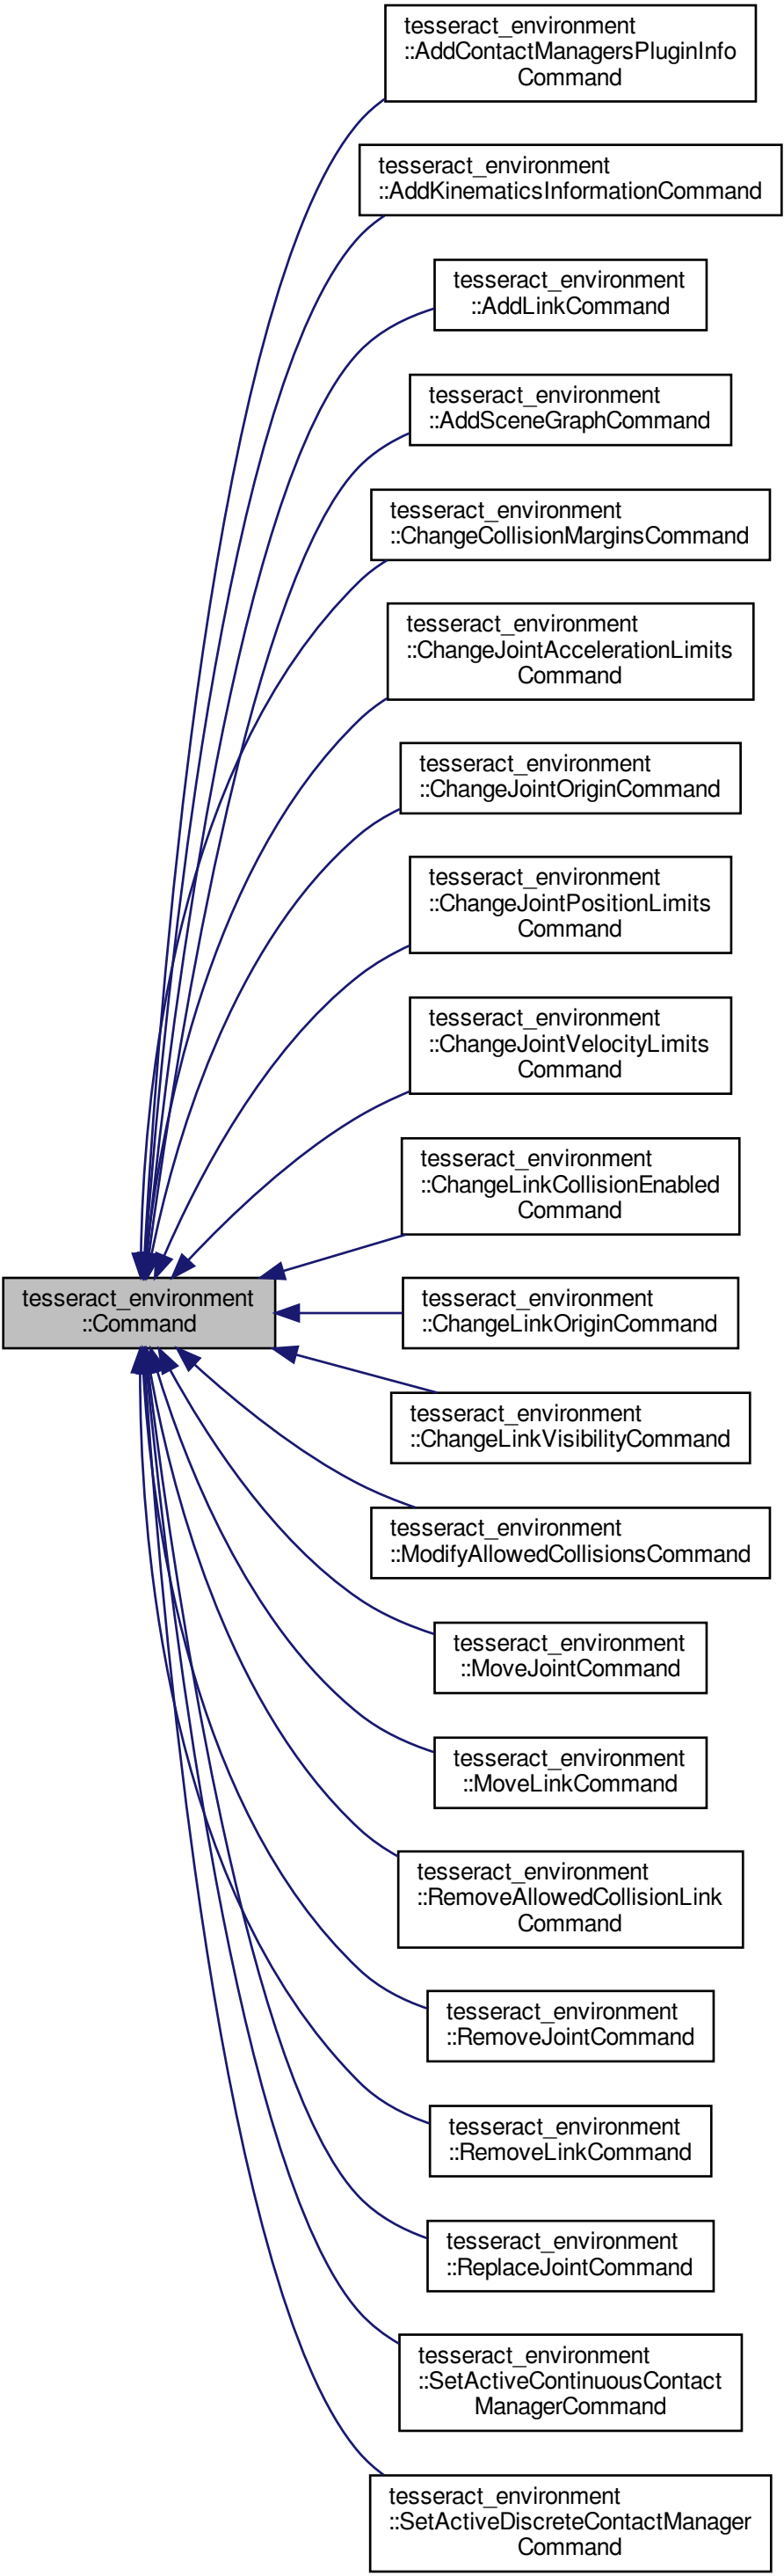 tesseract_environment
::AddContactManagersPluginInfo
Command
tesseract_environment
::AddKinematicsInformationCommand
tesseract_environment
::AddLinkCommand
tesseract_environment
::AddSceneGraphCommand
tesseract_environment
::ChangeCollisionMarginsCommand
tesseract_environment
::ChangeJointAccelerationLimits
Command
tesseract_environment
::ChangeJointOriginCommand
tesseract_environment
::ChangeJointPositionLimits
Command
tesseract_environment
::ChangeJointVelocityLimits
Command
tesseract_environment
::ChangeLinkCollisionEnabled
Command
tesseract_environment
::Command
tesseract_environment
::ChangeLinkOriginCommand
tesseract_environment
::ChangeLinkVisibilityCommand
tesseract_environment
::ModifyAllowedCollisionsCommand
tesseract_environment
::MoveJointCommand
tesseract_environment
::MoveLinkCommand
tesseract_environment
::RemoveAllowedCollisionLink
Command
tesseract_environment
::RemoveJointCommand
tesseract_environment
::RemoveLinkCommand
tesseract_environment
::ReplaceJointCommand
tesseract_environment
::SetActiveContinuousContact
ManagerCommand
tesseract_environment
::SetActiveDiscreteContactManager
Command